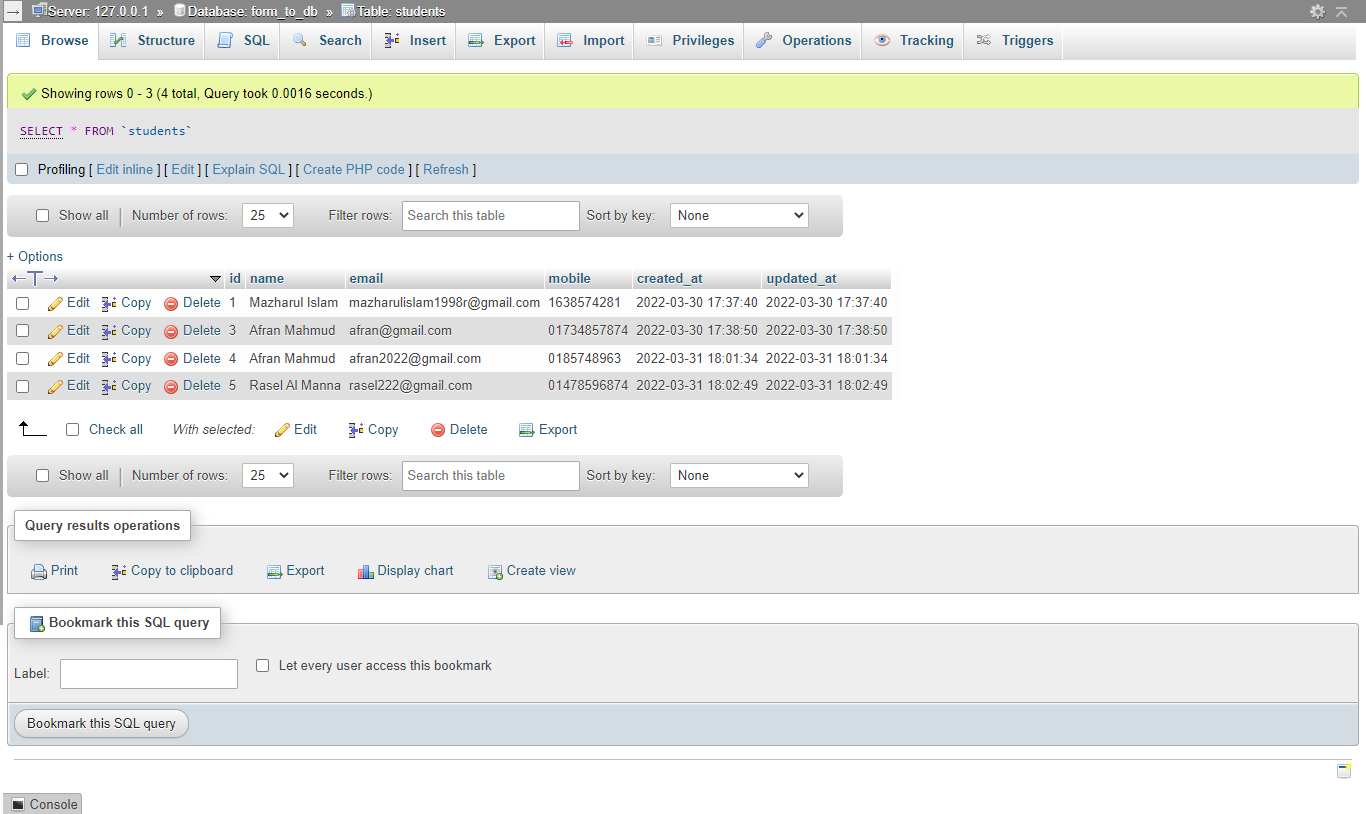 Server: 127.0.0.1 » Database: form_to_db » Table: students
Browse Structure SQL Search Insert Export Import Privileges Operations Tracking Triggers
Showing rows 0 - 3 (4 total, Query took 0.0016 seconds.)
SELECT * FROM `students`
Profiling [ Edit inline ] [ Edit ] [ Explain SQL ] [ Create PHP code ] [ Refresh ]
Show all | Number of rows: 25 Filter rows: Search this table Sort by key: None
+ Options
←T→ id name email mobile created_at updated_at
Edit Copy Delete 1 Mazharul Islam mazharulislam1998r@gmail.com 1638574281 2022-03-30 17:37:40 2022-03-30 17:37:40
Edit Copy Delete 3 Afran Mahmud afran@gmail.com 01734857874 2022-03-30 17:38:50 2022-03-30 17:38:50
Edit Copy Delete 4 Afran Mahmud afran2022@gmail.com 0185748963 2022-03-31 18:01:34 2022-03-31 18:01:34
Edit Copy Delete 5 Rasel Al Manna rasel222@gmail.com 01478596874 2022-03-31 18:02:49 2022-03-31 18:02:49
Check all With selected: Edit Copy Delete Export
Show all | Number of rows: 25 Filter rows: Search this table Sort by key: None
Query results operations
Print Copy to clipboard Export Display chart Create view
Bookmark this SQL query
Label: Let every user access this bookmark
Bookmark this SQL query
Console